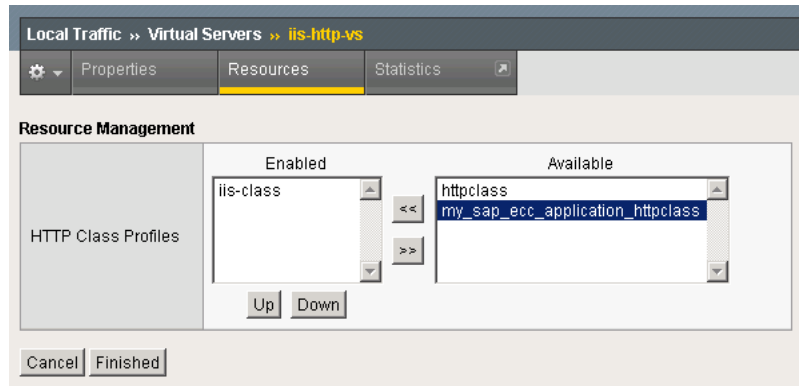 Local Traffic » Virtual Servers » iis-http-vs
Properties Resources Statistics
Resource Management
Enabled Available
HTTP Class Profiles
iis-class
httpclass
my_sap_ecc_application_httpclass
<<
>>
Up Down
Cancel Finished